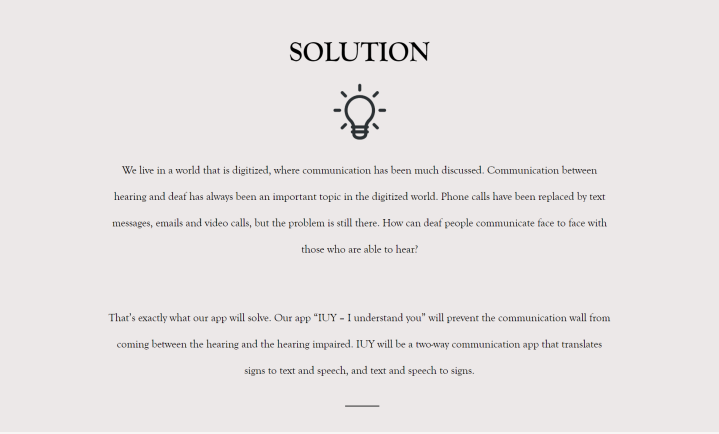 SOLUTION
We live in a world that is digitized, where communication has been much discussed. Communication between
hearing and deaf has always been an important topic in the digitized world. Phone calls have been replaced by text
messages, emails and video calls, but the problem is still there. How can deaf people communicate face to face with
those who are able to hear?
That's exactly what our app will solve. Our app “IUY – I understand you” will prevent the communication wall from
coming between the hearing and the hearing impaired. IUY will be a two-way communication app that translates
signs to text and speech, and text and speech to signs.